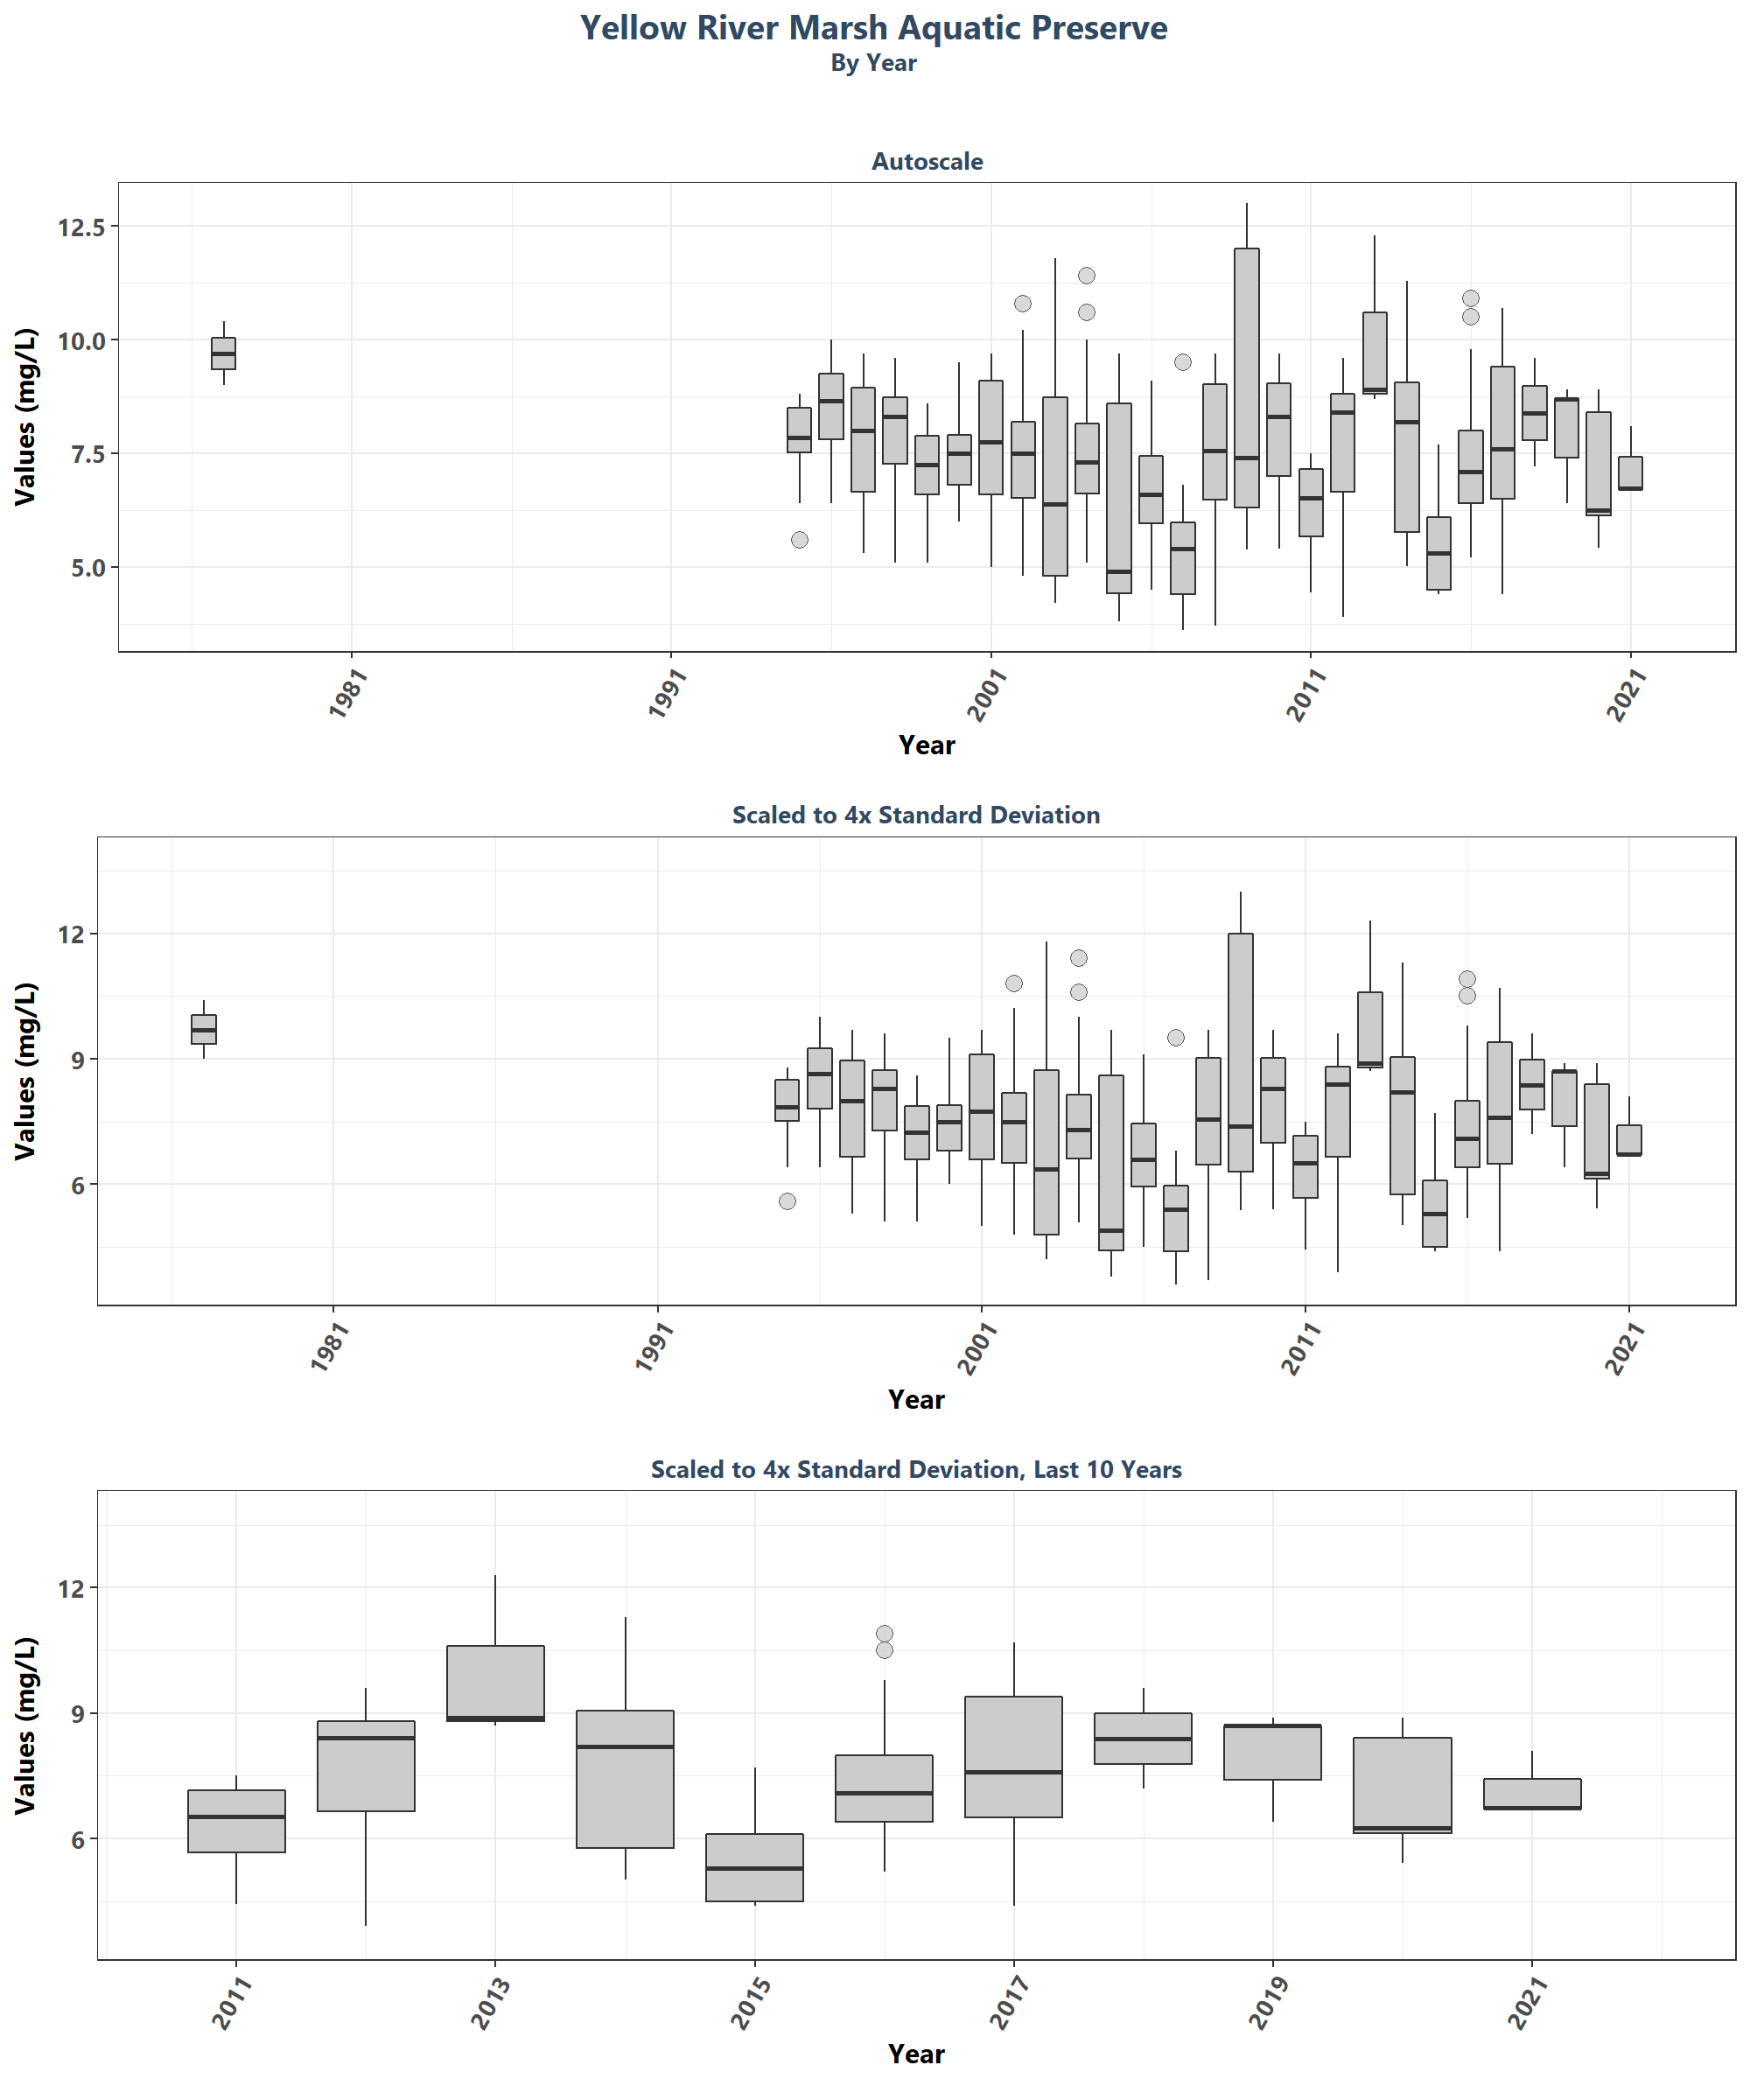 Yellow River Marsh Aquatic Preserve
By Year
Autoscale
Values (mg/L)
12.5
10.0
7.5
5.0
1981
1991
2001
2011
2021
Year
Scaled to 4x Standard Deviation
Values (mg/L)
12
9
6
1981
1991
2001
2011
2021
Year
Scaled to 4x Standard Deviation, Last 10 Years
Values (mg/L)
12
9
6
2011
2013
2015
2017
2019
2021
Year